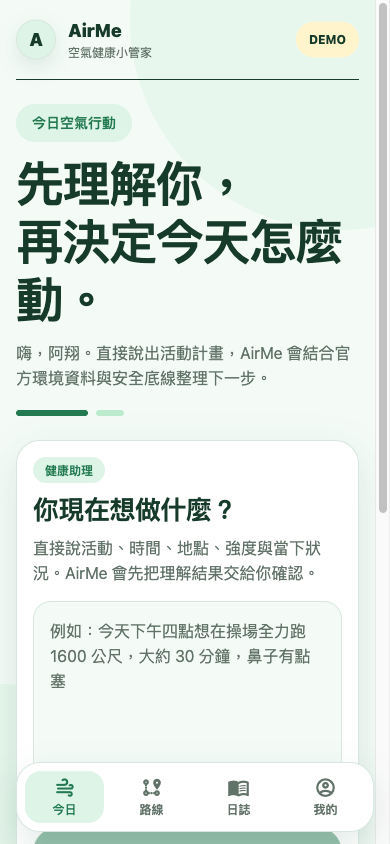 A
AirMe
空氣健康小管家
DEMO
今日空氣行動
先理解你，
再決定今天怎麼
動。
嗨，阿翔。直接說出活動計畫，AirMe 會結合官
方環境資料與安全底線整理下一步。
健康助理
你現在想做什麼？
直接說活動、時間、地點、強度與當下狀
況。AirMe 會先把理解結果交給你確認。
例如：今天下午四點想在操場全力跑
1600 公尺，大約 30 分鐘，鼻子有點
塞
今日
路線
日誌
我的